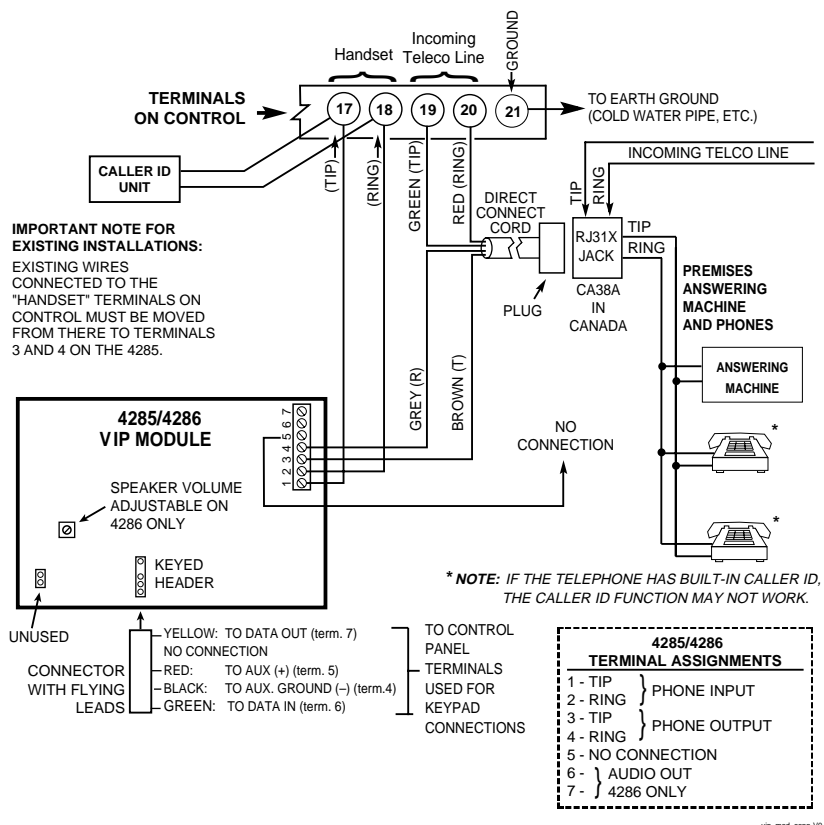 Handset
Incoming
Teleco Line
GROUND
TERMINALS
ON CONTROL
17
18
19
20
21
TO EARTH GROUND
(COLD WATER PIPE, ETC.)
CALLER ID
UNIT
(TIP)
(RING)
GREEN (TIP)
RED (RING)
INCOMING TELCO LINE
TIP
RING
DIRECT
CONNECT
CORD
RJ31X
JACK
TIP
RING
PLUG
CA38A
IN
CANADA
IMPORTANT NOTE FOR
EXISTING INSTALLATIONS:
EXISTING WIRES
CONNECTED TO THE
"HANDSET" TERMINALS ON
CONTROL MUST BE MOVED
FROM THERE TO TERMINALS
3 AND 4 ON THE 4285.
PREMISES
ANSWERING
MACHINE
AND PHONES
ANSWERING
MACHINE
*
*
GREY (R)
BROWN (T)
NO
CONNECTION
4285/4286
VIP MODULE
7
6
5
4
3
2
1
SPEAKER VOLUME
ADJUSTABLE ON
4286 ONLY
KEYED
HEADER
UNUSED
* NOTE: IF THE TELEPHONE HAS BUILT-IN CALLER ID,
THE CALLER ID FUNCTION MAY NOT WORK.
CONNECTOR
WITH FLYING
LEADS
YELLOW: TO DATA OUT (term. 7)
NO CONNECTION
RED: TO AUX (+) (term. 5)
BLACK: TO AUX. GROUND (–) (term.4)
GREEN: TO DATA IN (term. 6)
TO CONTROL
PANEL
TERMINALS
USED FOR
KEYPAD
CONNECTIONS
4285/4286
TERMINAL ASSIGNMENTS
1 - TIP
2 - RING } PHONE INPUT
3 - TIP
4 - RING } PHONE OUTPUT
5 - NO CONNECTION
6 - } AUDIO OUT
7 - 4286 ONLY